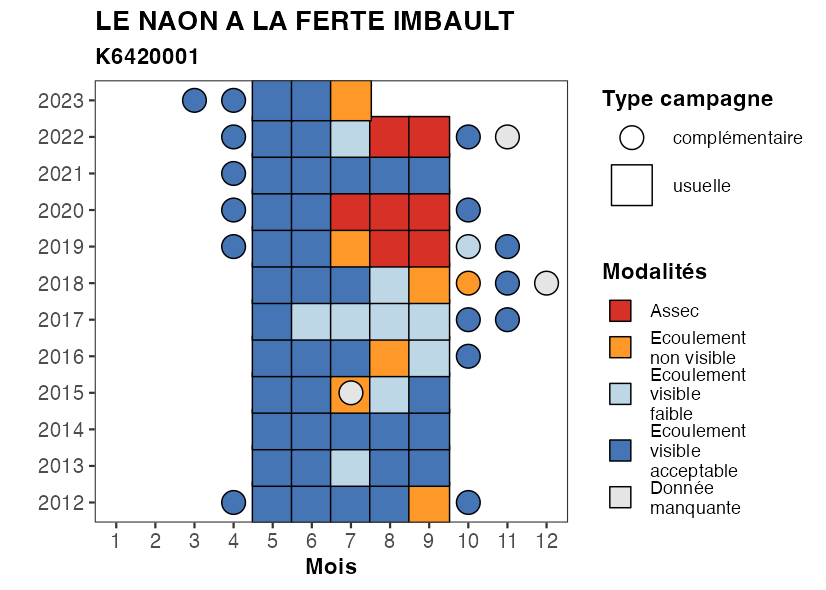 LE NAON A LA FERTE IMBAULT
K6420001
2023
2022
2021
2020
2019
2018
2017
2016
2015
2014
2013
2012
1 2 3 4 5 6 7 8 9 10 11 12
Mois
Type campagne
complémentaire
usuelle
Modalités
Assec
Ecoulement
non visible
Ecoulement
visible
faible
Ecoulement
visible
acceptable
Donnée
manquante